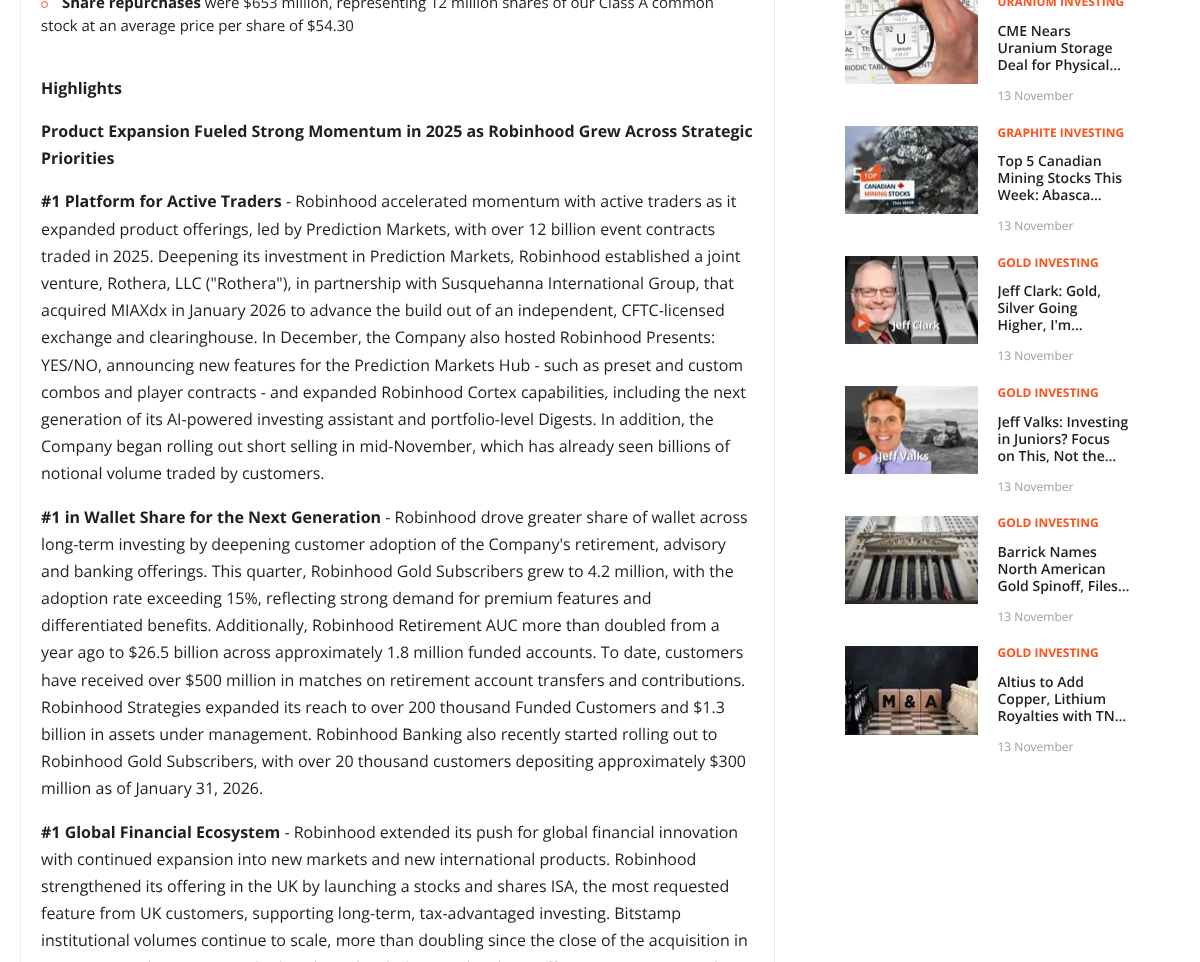 Share repurchases were $653 million, representing 12 million shares of our Class A common
stock at an average price per share of $54.30
Highlights
Product Expansion Fueled Strong Momentum in 2025 as Robinhood Grew Across Strategic
Priorities
#1 Platform for Active Traders - Robinhood accelerated momentum with active traders as it
expanded product offerings, led by Prediction Markets, with over 12 billion event contracts
traded in 2025. Deepening its investment in Prediction Markets, Robinhood established a joint
venture, Rothera, LLC ("Rothera"), in partnership with Susquehanna International Group, that
acquired MIAXdx in January 2026 to advance the build out of an independent, CFTC-licensed
exchange and clearinghouse. In December, the Company also hosted Robinhood Presents:
YES/NO, announcing new features for the Prediction Markets Hub - such as preset and custom
combos and player contracts - and expanded Robinhood Cortex capabilities, including the next
generation of its AI-powered investing assistant and portfolio-level Digests. In addition, the
Company began rolling out short selling in mid-November, which has already seen billions of
notional volume traded by customers.
#1 in Wallet Share for the Next Generation - Robinhood drove greater share of wallet across
long-term investing by deepening customer adoption of the Company's retirement, advisory
and banking offerings. This quarter, Robinhood Gold Subscribers grew to 4.2 million, with the
adoption rate exceeding 15%, reflecting strong demand for premium features and
differentiated benefits. Additionally, Robinhood Retirement AUC more than doubled from a
year ago to $26.5 billion across approximately 1.8 million funded accounts. To date, customers
have received over $500 million in matches on retirement account transfers and contributions.
Robinhood Strategies expanded its reach to over 200 thousand Funded Customers and $1.3
billion in assets under management. Robinhood Banking also recently started rolling out to
Robinhood Gold Subscribers, with over 20 thousand customers depositing approximately $300
million as of January 31, 2026.
#1 Global Financial Ecosystem - Robinhood extended its push for global financial innovation
with continued expansion into new markets and new international products. Robinhood
strengthened its offering in the UK by launching a stocks and shares ISA, the most requested
feature from UK customers, supporting long-term, tax-advantaged investing. Bitstamp
institutional volumes continue to scale, more than doubling since the close of the acquisition in
URANIUM INVESTING
CME Nears
Uranium Storage
Deal for Physical...
13 November
92
U
Uranium
La
Ce
Ac
Th
GRAPHITE INVESTING
Top 5 Canadian
Mining Stocks This
Week: Abasca...
13 November
5 TOP
CANADIAN
MINING STOCKS
This Week
GOLD INVESTING
Jeff Clark: Gold,
Silver Going
Higher, I'm...
13 November
Jeff Clark
GOLD INVESTING
Jeff Valks: Investing
in Juniors? Focus
on This, Not the...
13 November
Jeff Valks
GOLD INVESTING
Barrick Names
North American
Gold Spinoff, Files...
13 November
GOLD INVESTING
Altius to Add
Copper, Lithium
Royalties with TN...
13 November
M & A